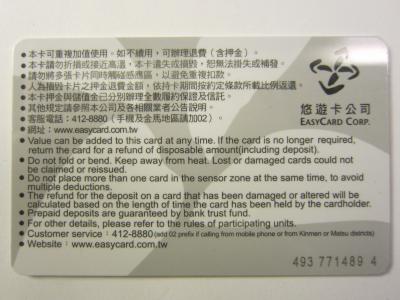 • 本卡可重複加值使用。如不續用，可辦理退費（含押金）。
• 本卡請勿折損或接近高溫，本卡遺失或損毀，恕無法掛失或補發。
• 請勿將多張卡片同時觸碰感應區，以避免重複扣款。
• 人為損毀卡片之押金退費金額，依持卡期間按約定條款所載比例返還。
• 本卡押金與儲值金已分別辦理全數履約保證及信託。
• 其他規定請參照本公司及各相關業者公告說明。
• 客服電話：412-8880（手機及金馬地區請加02）。
• 網址：www.easycard.com.tw
悠遊卡公司
EASYCARD CORP.
• Value can be added to this card at any time. If the card is no longer required, return the card for a refund of disposable amount(including deposit).
• Do not fold or bend. Keep away from heat. Lost or damaged cards could not be claimed or reissued.
• Do not place more than one card in the sensor zone at the same time, to avoid multiple deductions.
• The refund for the deposit on a card that has been damaged or altered will be calculated based on the length of time the card has been held by the cardholder.
• Prepaid deposits are guaranteed by bank trust fund.
• For other details, please refer to the rules of participating units.
• Customer service : 412-8880(add 02 prefix if calling from mobile phone or from Kinmen or Matsu districts)
• Website : www.easycard.com.tw
493 771489 4